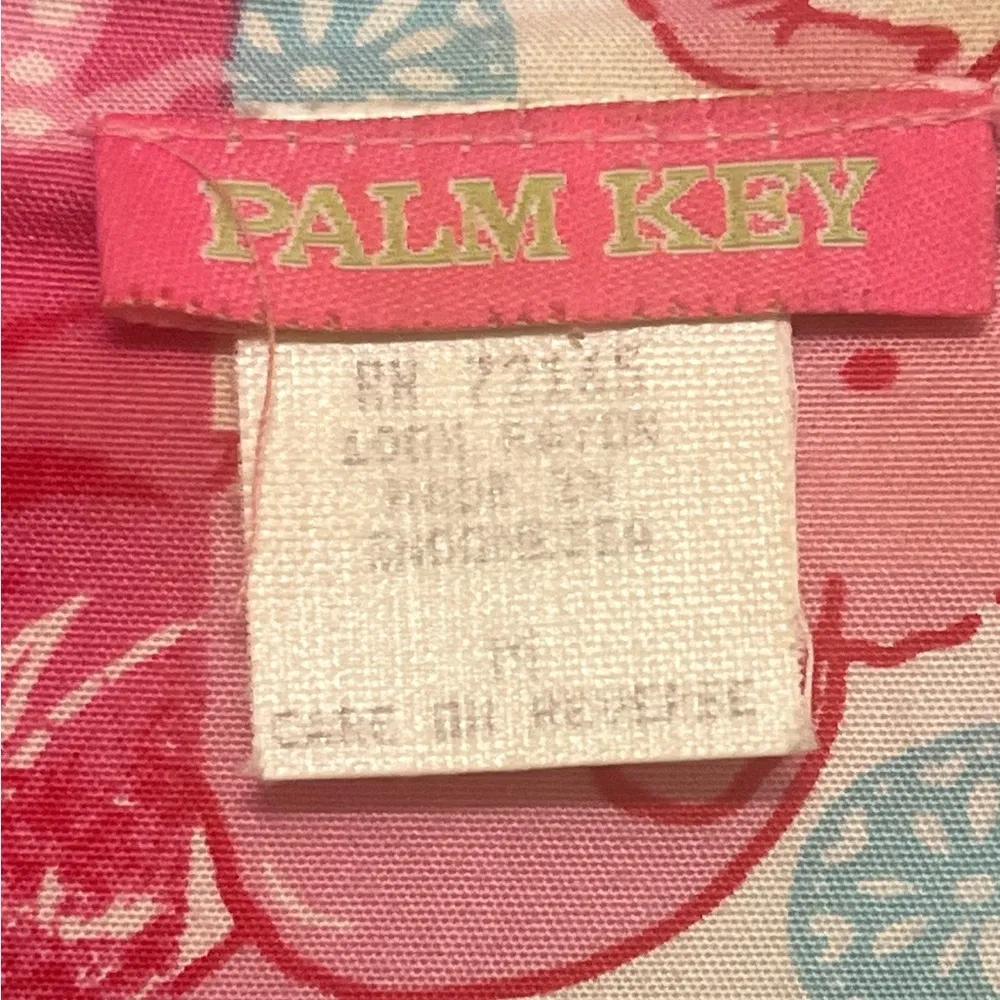 PALM KEY
RN
100% RAYON
MADE IN
INDONESIA
M
CARE ON REVERSE